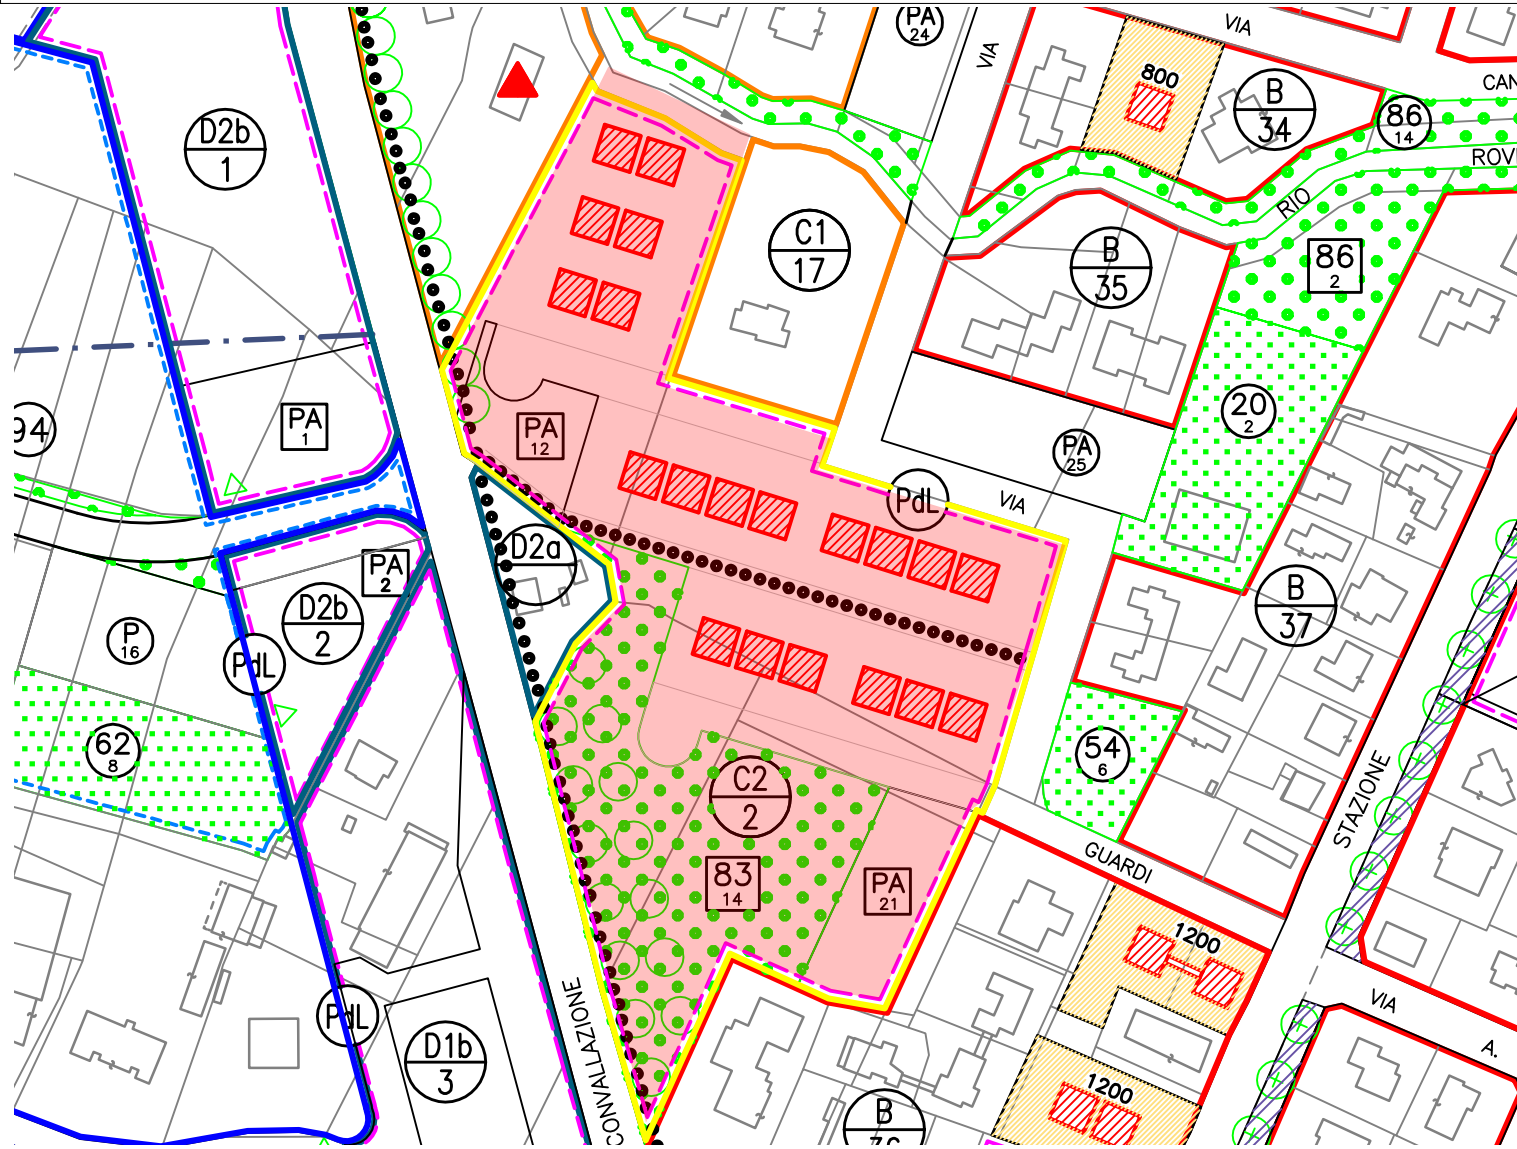 PA
24
VIA
VIA
CAN
800
B
34
86
14
ROV
D2b
1
RIO
C1
17
B
35
86
2
20
2
94
PA
1
PA
12
PA
25
PdL
VIA
D2a
PA
2
D2b
2
B
37
P
16
PdL
62
8
54
6
C2
2
STAZIONE
83
14
PA
21
GUARDI
1200
CONVALLAZIONE
VIA
PdL
D1b
3
A.
1200
B
36